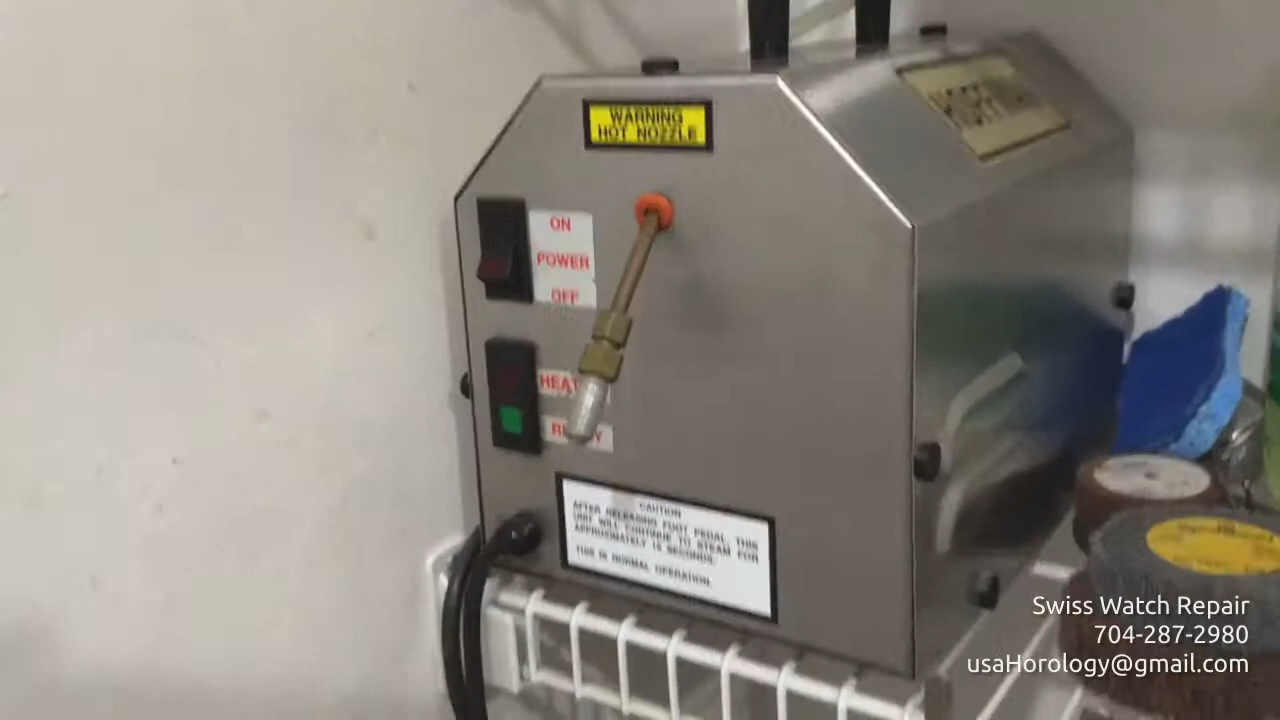 WARNING
HOT NOZZLE
ON
POWER
OFF
HEAT
CAUTION
AFTER RELEASING FOOT PEDAL, THIS
UNIT WILL CONTINUE TO STEAM FOR
APPROXIMATELY 15 SECONDS.
THIS IS NORMAL OPERATION.
Swiss Watch Repair
704-287-2980
usaHorology@gmail.com